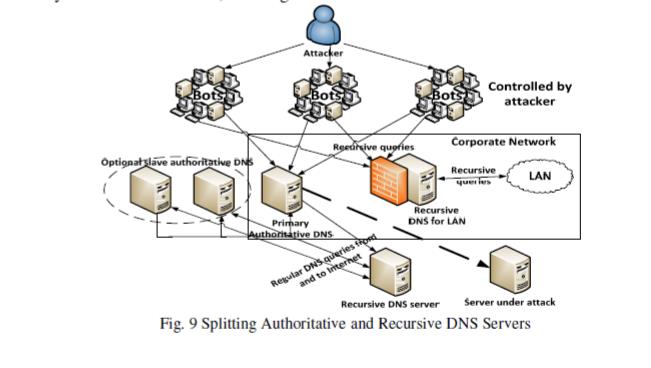 Attacker
Bots
Bots
Bots
Controlled by
attacker
Recursive queries
Corporate Network
Optional slave authoritative DNS
Recursive
queries
LAN
Primary
Authoritative DNS
Recursive
DNS for LAN
Regular DNS queries from
and to Internet
Recursive DNS server
Server under attack
Fig. 9 Splitting Authoritative and Recursive DNS Servers